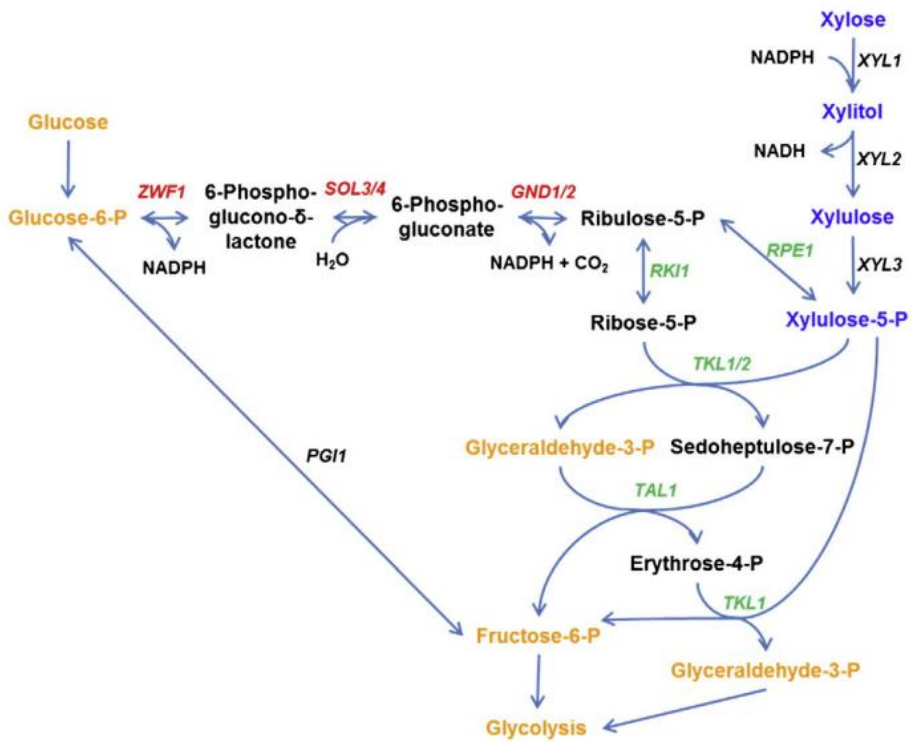 Xylose
NADPH
XYL1
Glucose
Xylitol
NADH
XYL2
ZWF1
6-Phospho-
glucono-δ-
lactone
SOL3/4
6-Phospho-
gluconate
GND1/2
Glucose-6-P
Ribulose-5-P
Xylulose
NADPH
H₂O
NADPH + CO₂
RKI1
RPE1
XYL3
Ribose-5-P
Xylulose-5-P
TKL1/2
Glyceraldehyde-3-P
Sedoheptulose-7-P
PGI1
TAL1
Erythrose-4-P
TKL1
Fructose-6-P
Glyceraldehyde-3-P
Glycolysis